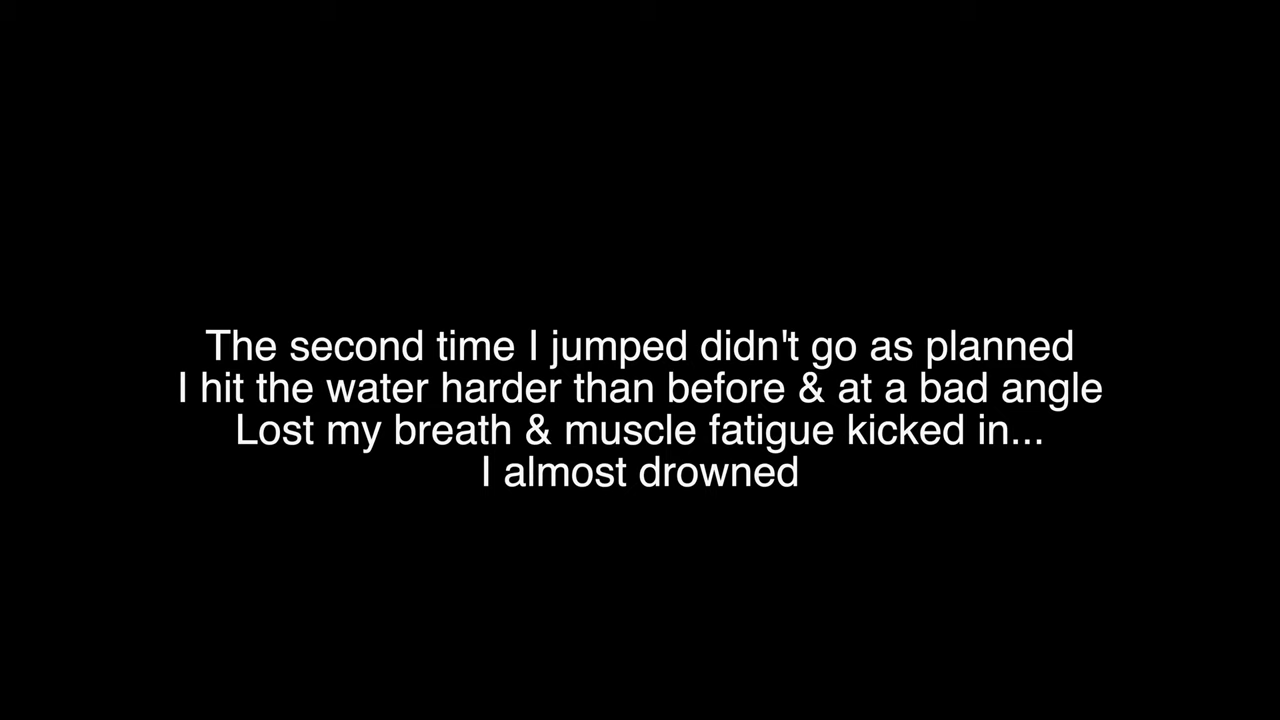 The second time I jumped didn't go as planned
I hit the water harder than before & at a bad angle
Lost my breath & muscle fatigue kicked in...
I almost drowned